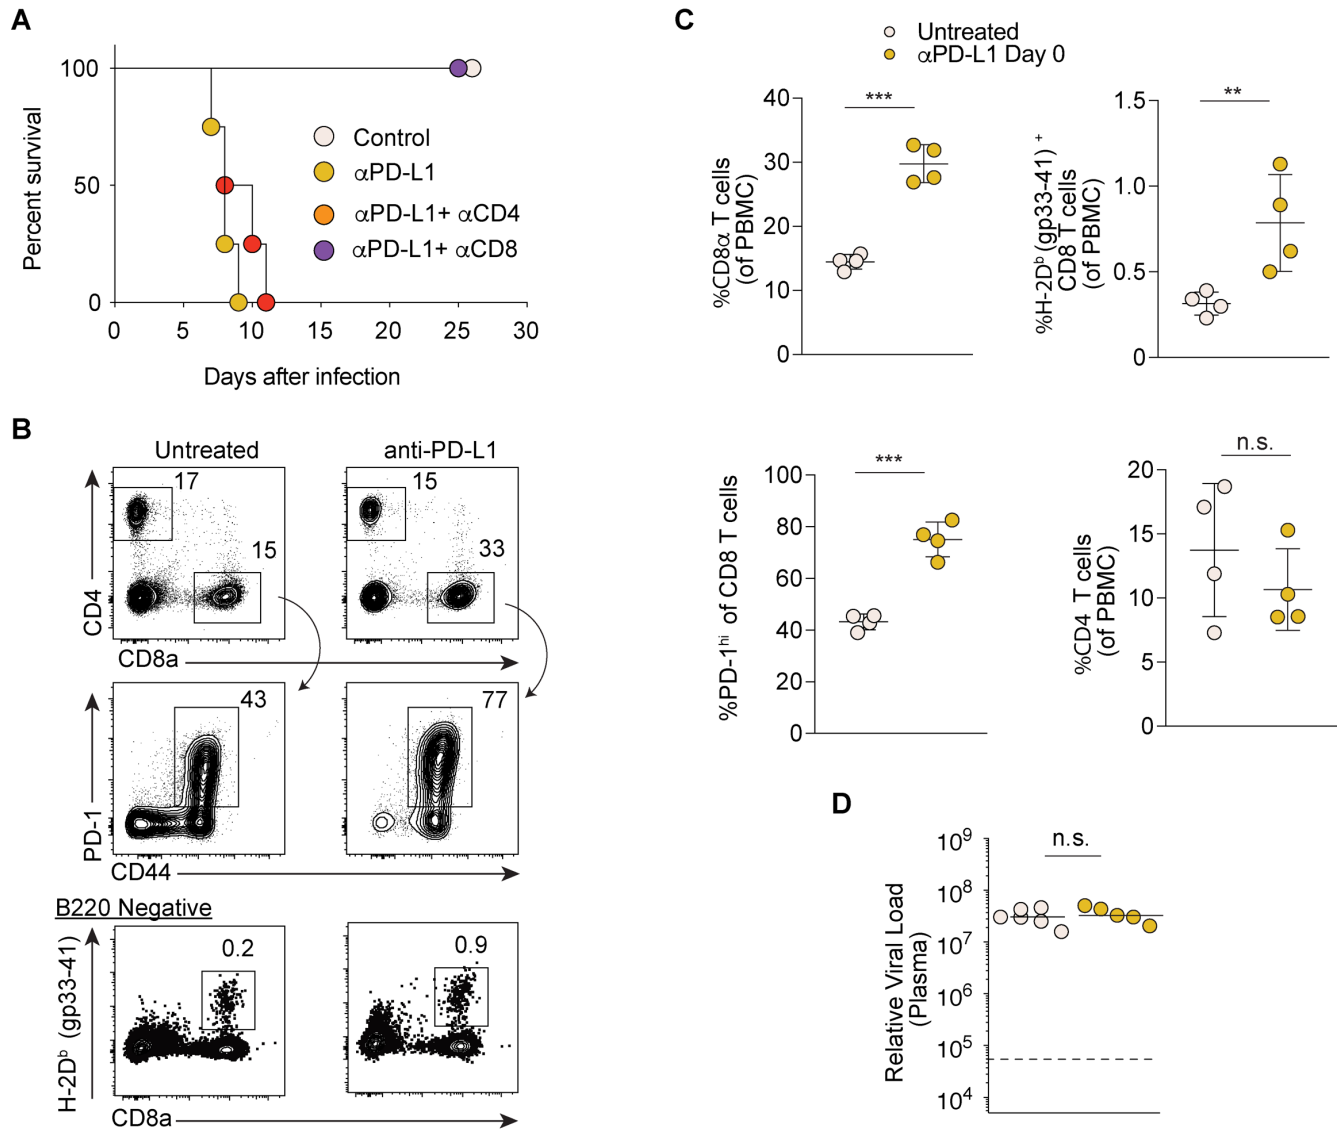 A
100
50
0
Percent survival
0 5 10 15 20 25 30
Days after infection
Control
αPD-L1
αPD-L1+ αCD4
αPD-L1+ αCD8
B
Untreated
anti-PD-L1
17
15
15
33
CD4
CD8a
43
77
PD-1
CD44
B220 Negative
0.2
0.9
H-2Dᵇ (gp33-41)
CD8a
C
Untreated
αPD-L1 Day 0
***
40
30
20
10
0
%CD8α T cells
(of PBMC)
**
1.5
1.0
0.5
0
%H-2Dᵇ(gp33-41) ⁺
CD8 T cells
(of PBMC)
***
100
80
60
40
20
0
%PD-1ʰⁱ of CD8 T cells
n.s.
20
15
10
5
0
%CD4 T cells
(of PBMC)
D
n.s.
10⁹
10⁸
10⁷
10⁶
10⁵
10⁴
Relative Viral Load
(Plasma)